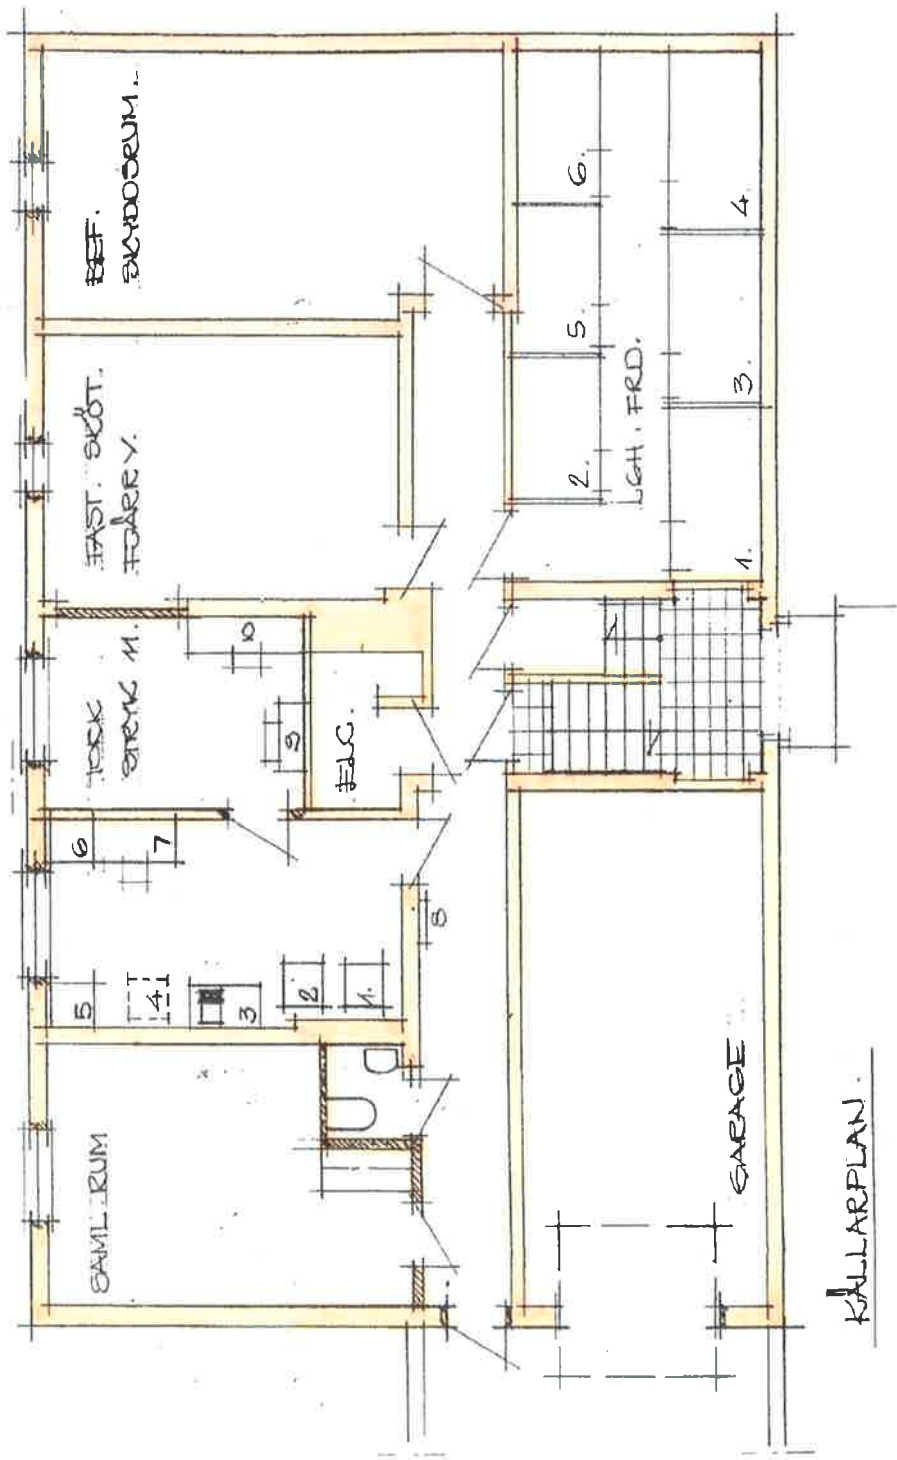 SAML. RUM
5
4
3
2
1.
6
7
8
TORK
STRYK M.
9
10
ELC.
FAST. SKÖT.
BEF.
SKYDDSRUM.
2.
5.
6.
LGH. FRD.
1.
3.
4.
GARAGE
KÄLLARPLAN.